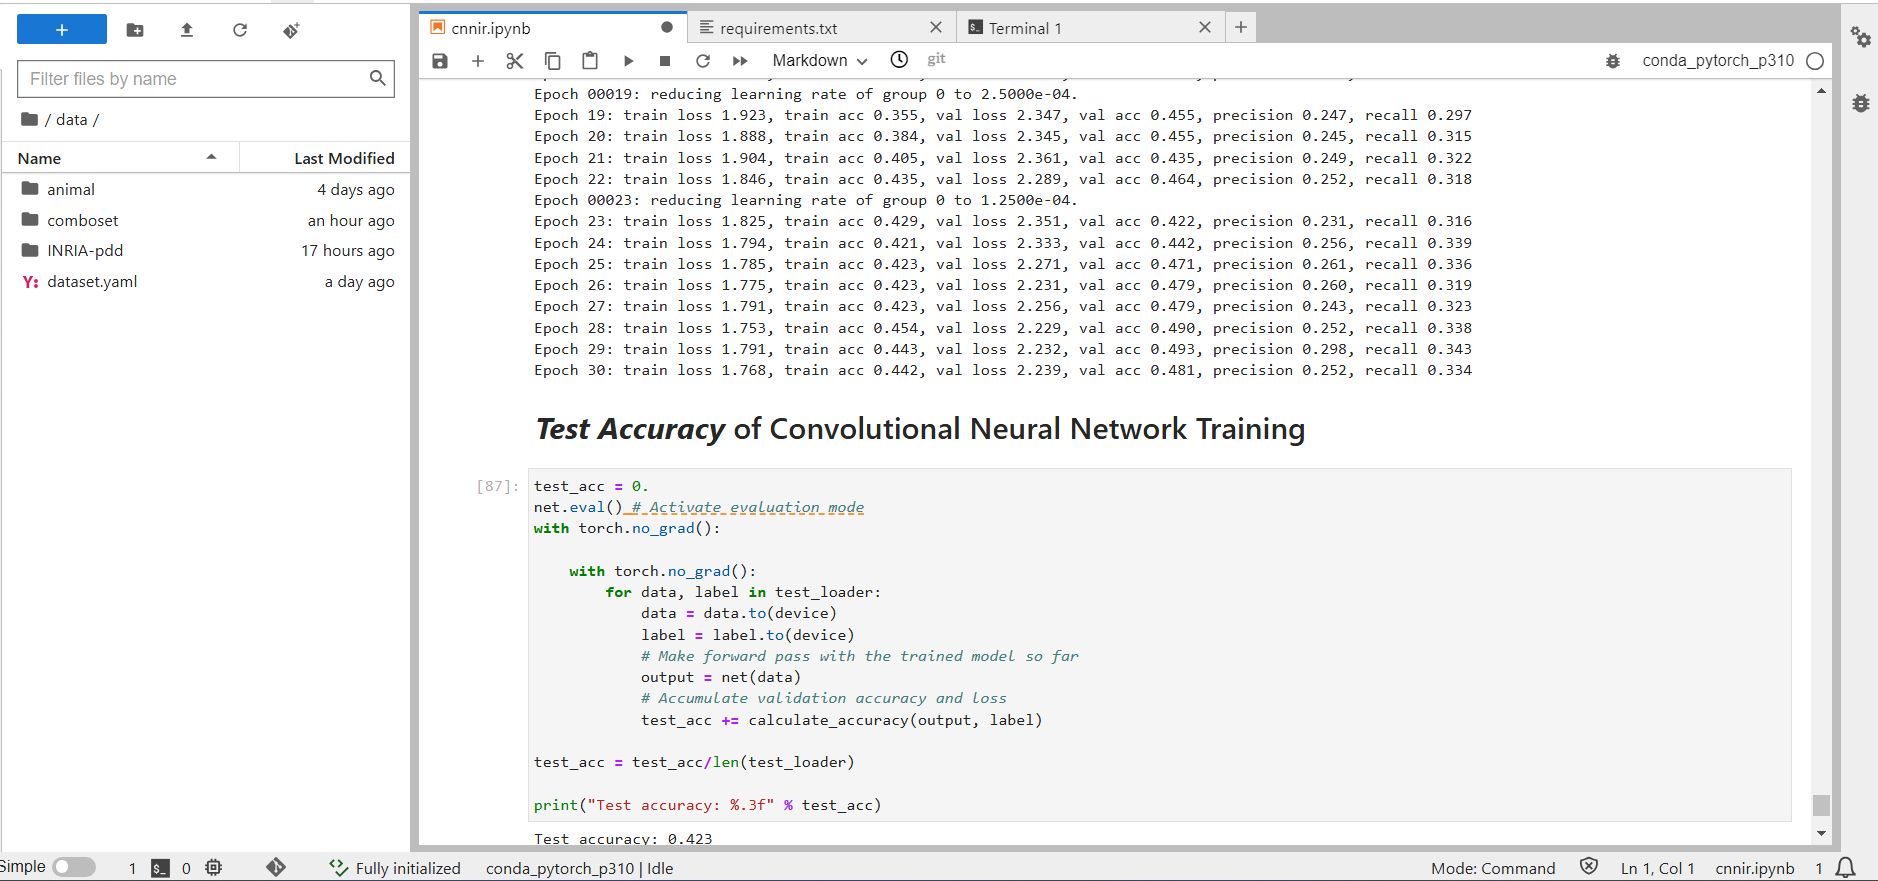 Filter files by name
/ data /
Name Last Modified
animal 4 days ago
comboset an hour ago
INRIA-pdd 17 hours ago
Y: dataset.yaml a day ago
cnnir.ipynb requirements.txt Terminal 1
Markdown git conda_pytorch_p310
Epoch 00019: reducing learning rate of group 0 to 2.5000e-04.
Epoch 19: train loss 1.923, train acc 0.355, val loss 2.347, val acc 0.455, precision 0.247, recall 0.297
Epoch 20: train loss 1.888, train acc 0.384, val loss 2.345, val acc 0.455, precision 0.245, recall 0.315
Epoch 21: train loss 1.904, train acc 0.405, val loss 2.361, val acc 0.435, precision 0.249, recall 0.322
Epoch 22: train loss 1.846, train acc 0.435, val loss 2.289, val acc 0.464, precision 0.252, recall 0.318
Epoch 00023: reducing learning rate of group 0 to 1.2500e-04.
Epoch 23: train loss 1.825, train acc 0.429, val loss 2.351, val acc 0.422, precision 0.231, recall 0.316
Epoch 24: train loss 1.794, train acc 0.421, val loss 2.333, val acc 0.442, precision 0.256, recall 0.339
Epoch 25: train loss 1.785, train acc 0.423, val loss 2.271, val acc 0.471, precision 0.261, recall 0.336
Epoch 26: train loss 1.775, train acc 0.423, val loss 2.231, val acc 0.479, precision 0.260, recall 0.319
Epoch 27: train loss 1.791, train acc 0.423, val loss 2.256, val acc 0.479, precision 0.243, recall 0.323
Epoch 28: train loss 1.753, train acc 0.454, val loss 2.229, val acc 0.490, precision 0.252, recall 0.338
Epoch 29: train loss 1.791, train acc 0.443, val loss 2.232, val acc 0.493, precision 0.298, recall 0.343
Epoch 30: train loss 1.768, train acc 0.442, val loss 2.239, val acc 0.481, precision 0.252, recall 0.334
Test Accuracy of Convolutional Neural Network Training
[87]: test_acc = 0.
net.eval() # Activate evaluation mode
with torch.no_grad():
with torch.no_grad():
for data, label in test_loader:
data = data.to(device)
label = label.to(device)
# Make forward pass with the trained model so far
output = net(data)
# Accumulate validation accuracy and loss
test_acc += calculate_accuracy(output, label)
test_acc = test_acc/len(test_loader)
print("Test accuracy: %.3f" % test_acc)
Test accuracy: 0.423
Simple 1 $_ 0 Fully initialized conda_pytorch_p310 | Idle Mode: Command Ln 1, Col 1 cnnir.ipynb 1